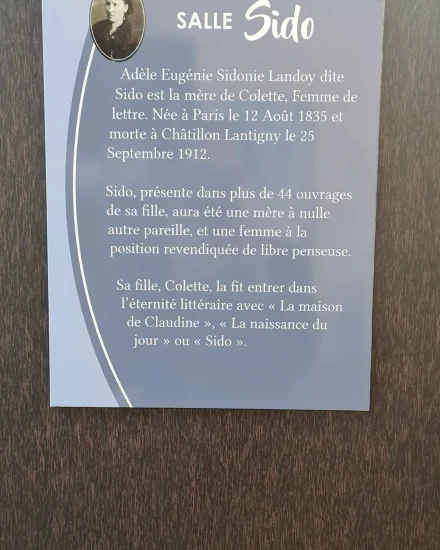 SALLE Sido
Adèle Eugénie Sidonie Landoy dite
Sido est la mère de Colette, Femme de
lettre. Née à Paris le 12 Août 1835 et
morte à Châtillon Lantigny le 25
Septembre 1912.
Sido, présente dans plus de 44 ouvrages
de sa fille, aura été une mère à nulle
autre pareille, et une femme à la
position revendiquée de libre penseuse.
Sa fille, Colette, la fit entrer dans
l'éternité littéraire avec « La maison
de Claudine », « La naissance du
jour » ou « Sido ».